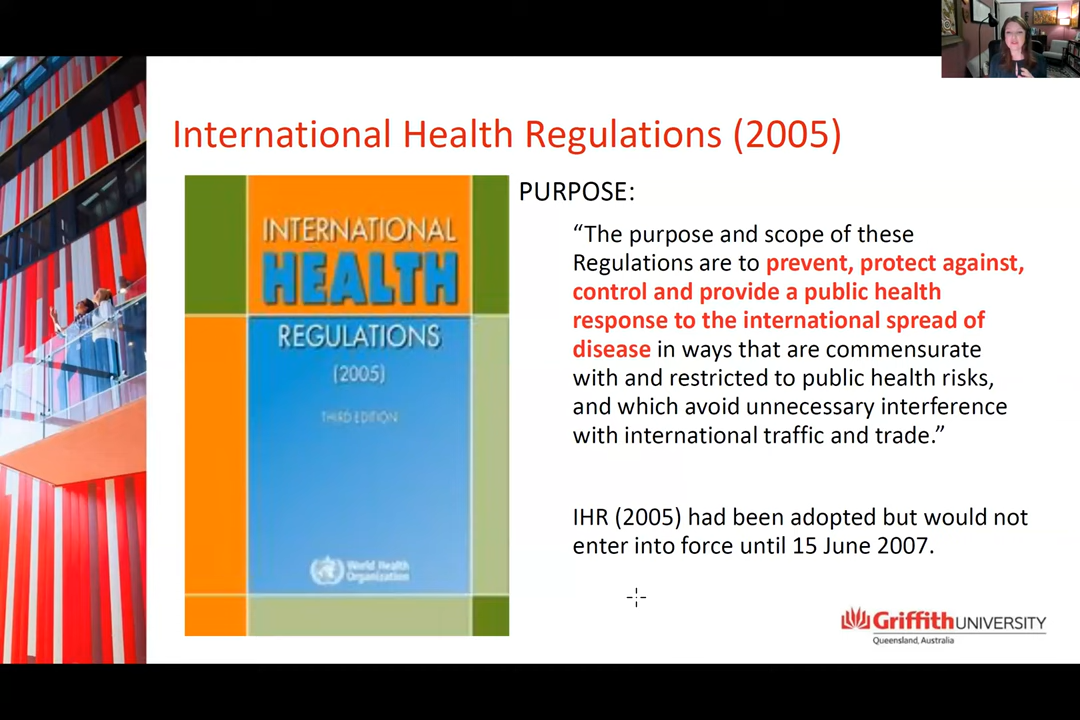 International Health Regulations (2005)
INTERNATIONAL
HEALTH
REGULATIONS
(2005)
THIRD EDITION
World Health
Organization
PURPOSE:
“The purpose and scope of these
Regulations are to prevent, protect against,
control and provide a public health
response to the international spread of
disease in ways that are commensurate
with and restricted to public health risks,
and which avoid unnecessary interference
with international traffic and trade.”
IHR (2005) had been adopted but would not
enter into force until 15 June 2007.
Griffith UNIVERSITY
Queensland, Australia